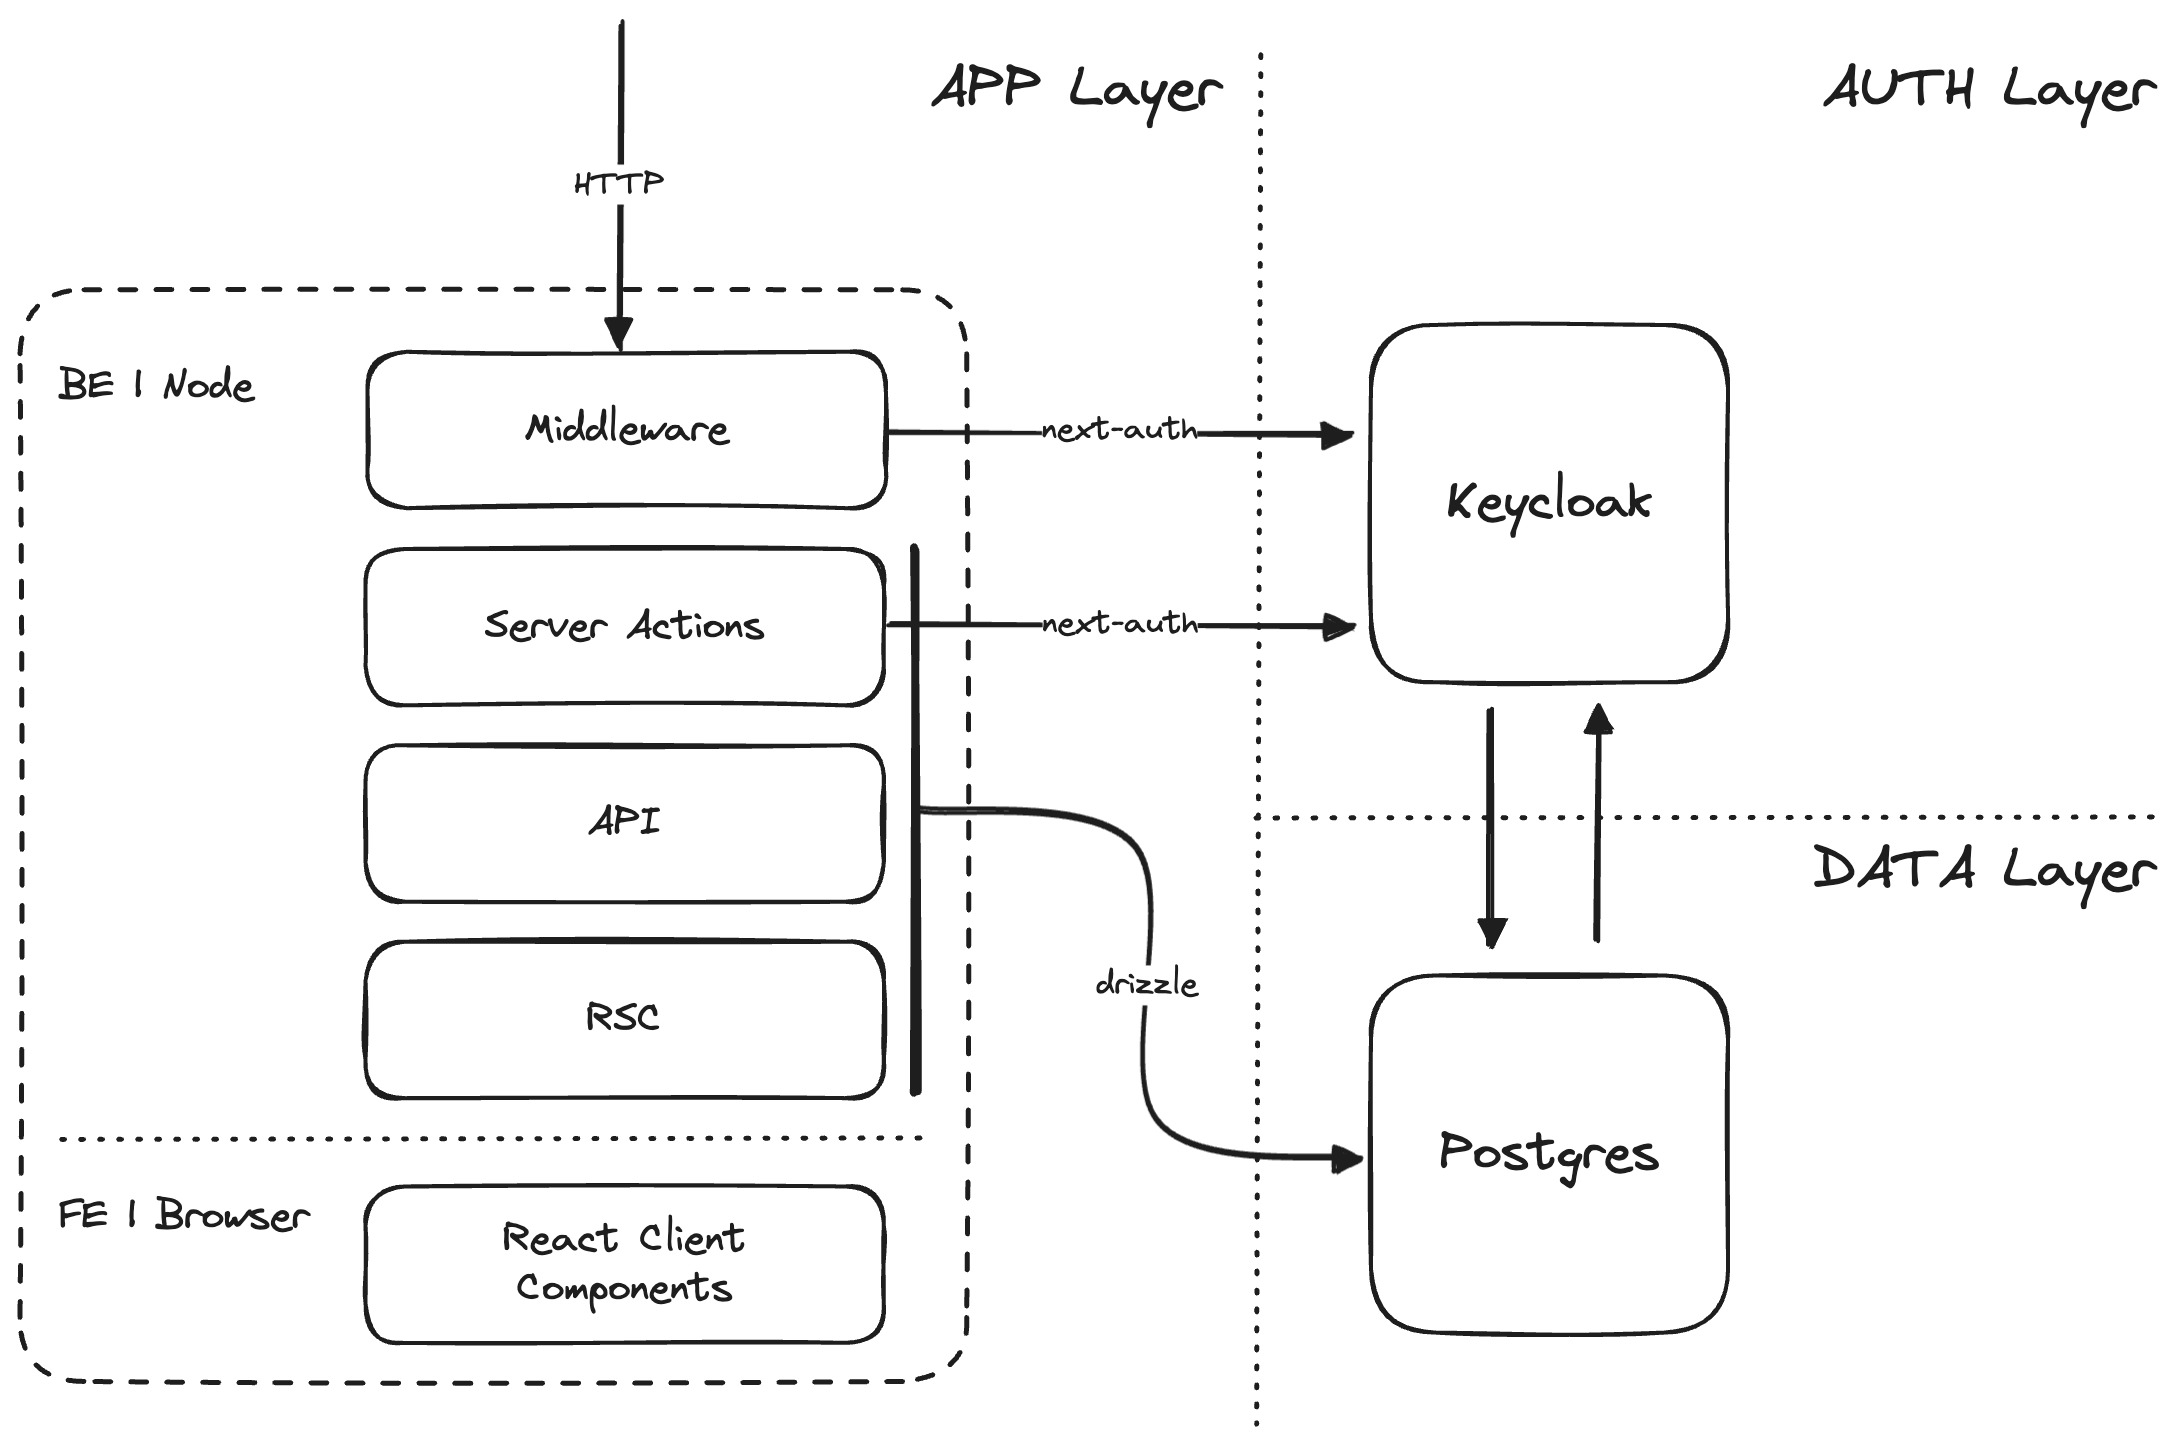 APP Layer
AUTH Layer
HTTP
BE | Node
Middleware
next-auth
Keycloak
Server Actions
next-auth
API
DATA Layer
drizzle
RSC
Postgres
FE | Browser
React Client
Components